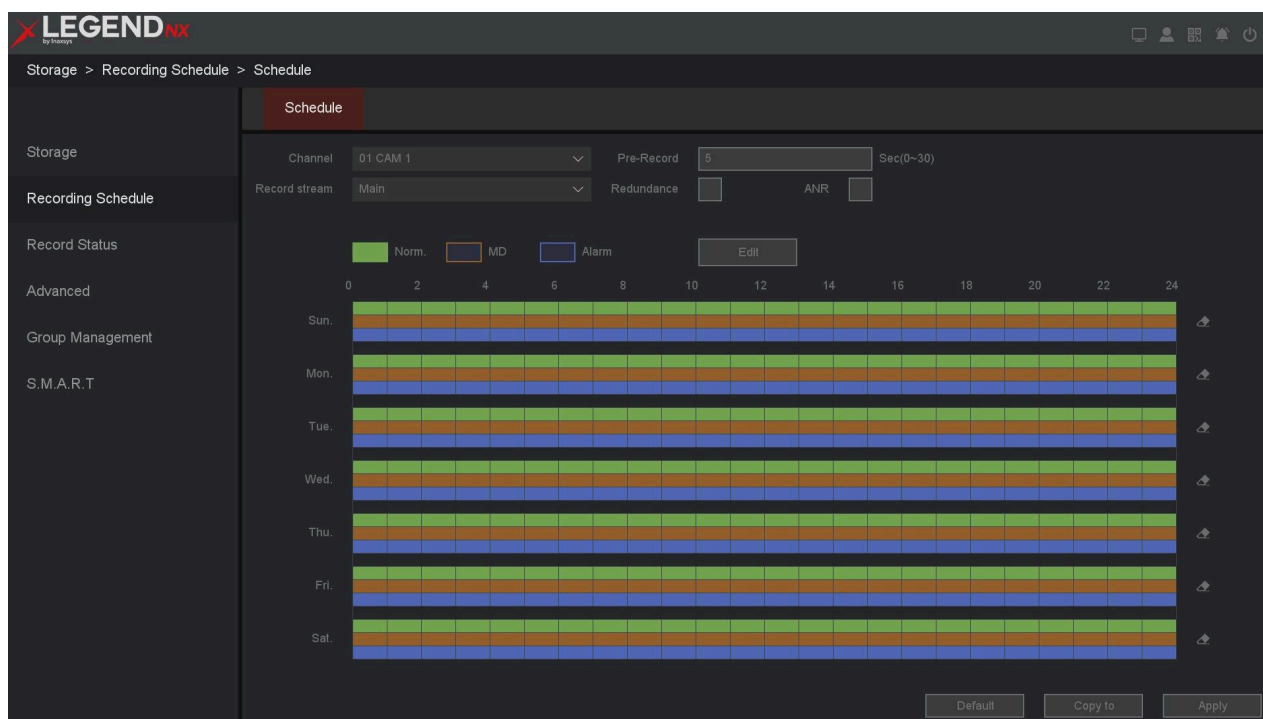 LEGEND NX
by Inaxsys
Storage > Recording Schedule > Schedule
Schedule
Storage
Recording Schedule
Record Status
Advanced
Group Management
S.M.A.R.T
Channel 01 CAM 1 Pre-Record 5 Sec(0~30)
Record stream Main Redundance ANR
Norm. MD Alarm Edit
0 2 4 6 8 10 12 14 16 18 20 22 24
Sun.
Mon.
Tue.
Wed.
Thu.
Fri.
Sat.
Default Copy to Apply